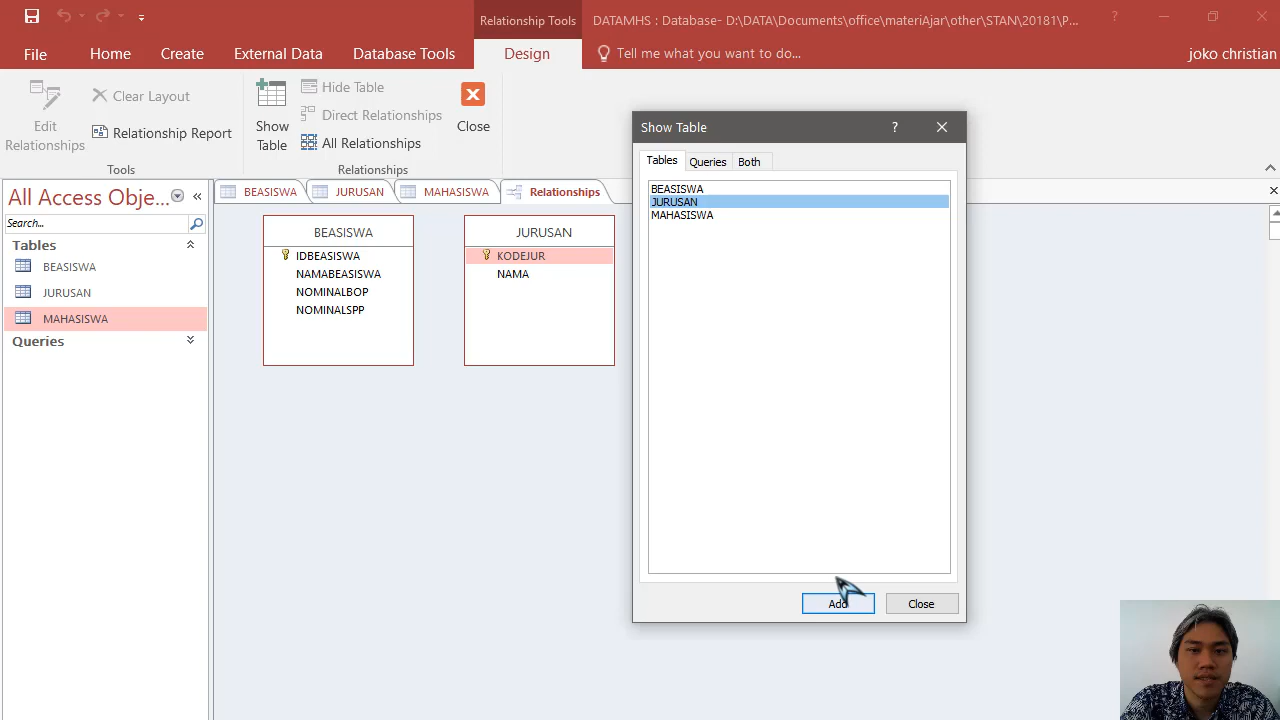 Relationship Tools
DATAMHS : Database- D:\DATA\Documents\office\materiAjar\other\STAN\20181\P...
?
File
Home
Create
External Data
Database Tools
Design
Tell me what you want to do...
joko christian
Edit Relationships
Clear Layout
Relationship Report
Tools
Show Table
Hide Table
Direct Relationships
All Relationships
Relationships
Close
All Access Obje...
Search...
Tables
BEASISWA
JURUSAN
MAHASISWA
Queries
BEASISWA
JURUSAN
MAHASISWA
Relationships
BEASISWA
IDBEASISWA
NAMABEASISWA
NOMINALBOP
NOMINALSPP
JURUSAN
KODEJUR
NAMA
Show Table
?
Tables
Queries
Both
BEASISWA
JURUSAN
MAHASISWA
Add
Close